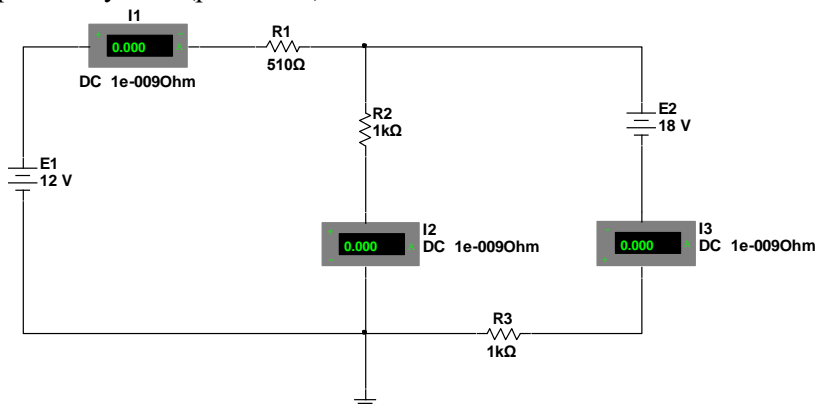 I1
0.000 A
DC 1e-009Ohm
R1
510Ω
R2
1kΩ
E2
18 V
E1
12 V
I2
0.000 A
DC 1e-009Ohm
I3
0.000 A
DC 1e-009Ohm
R3
1kΩ